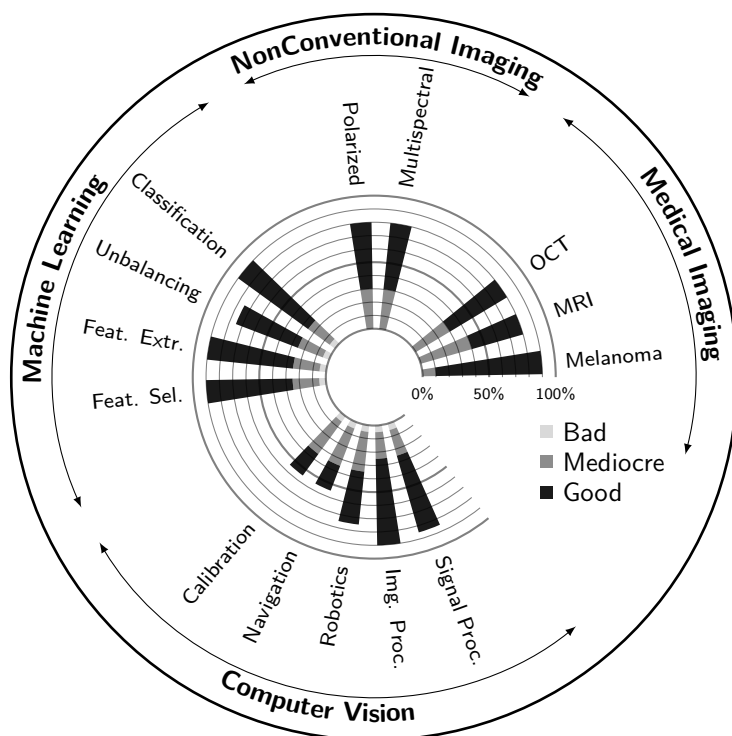 NonConventional Imaging
Medical Imaging
Machine Learning
Computer Vision
Polarized
Multispectral
Classification
Unbalancing
Feat. Extr.
Feat. Sel.
OCT
MRI
Melanoma
0%
50%
100%
Bad
Mediocre
Good
Calibration
Navigation
Robotics
Img. Proc.
Signal Proc.